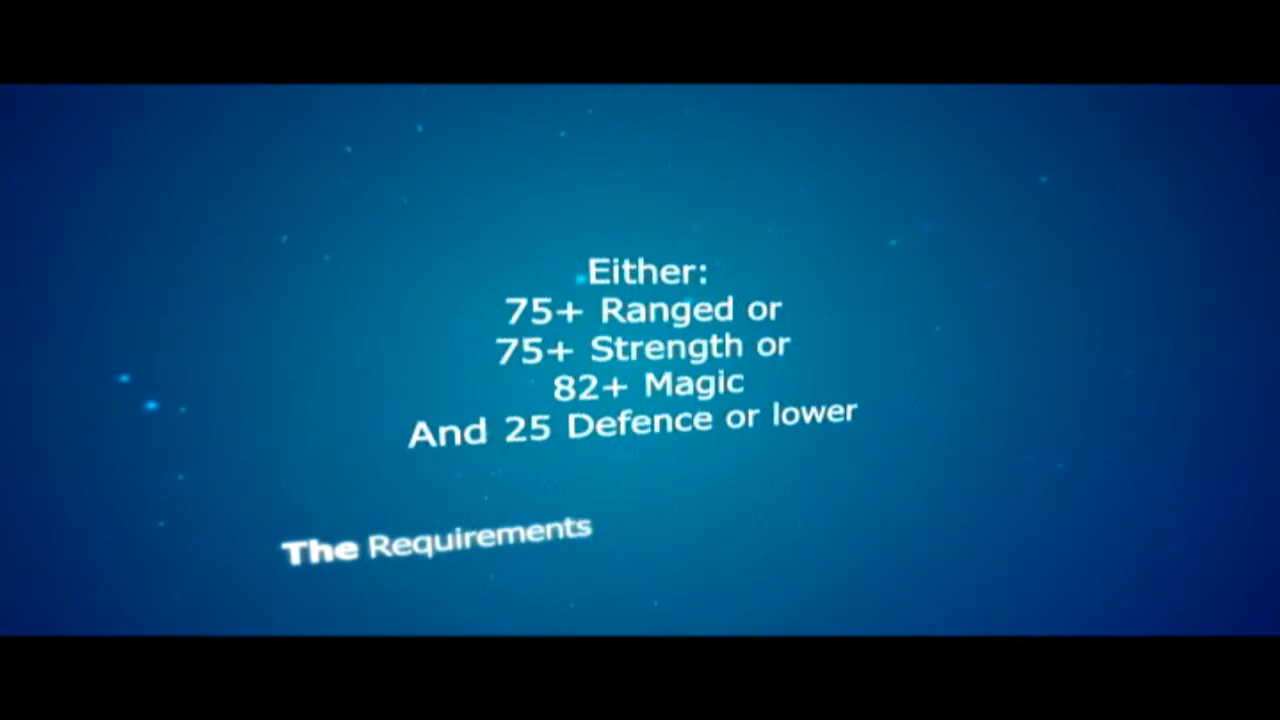 Either:
75+ Ranged or
75+ Strength or
82+ Magic
And 25 Defence or lower
The Requirements